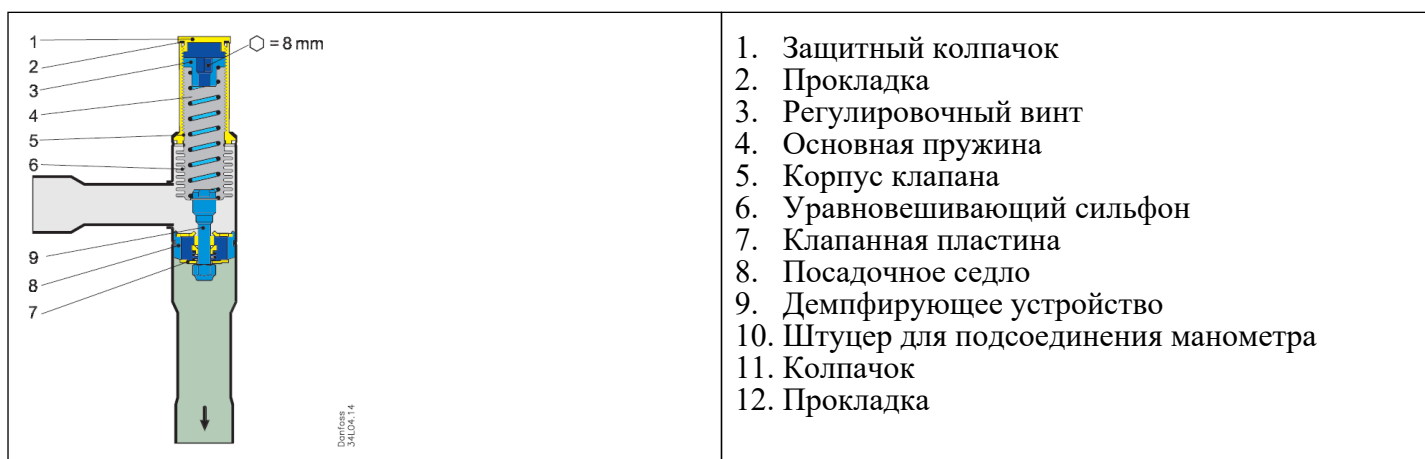 1
2
3
4
5
6
9
8
7
= 8 mm
Danfoss
34L04.14
1. Защитный колпачок
2. Прокладка
3. Регулировочный винт
4. Основная пружина
5. Корпус клапана
6. Уравновешивающий сильфон
7. Клапанная пластина
8. Посадочное седло
9. Демпфирующее устройство
10. Штуцер для подсоединения манометра
11. Колпачок
12. Прокладка